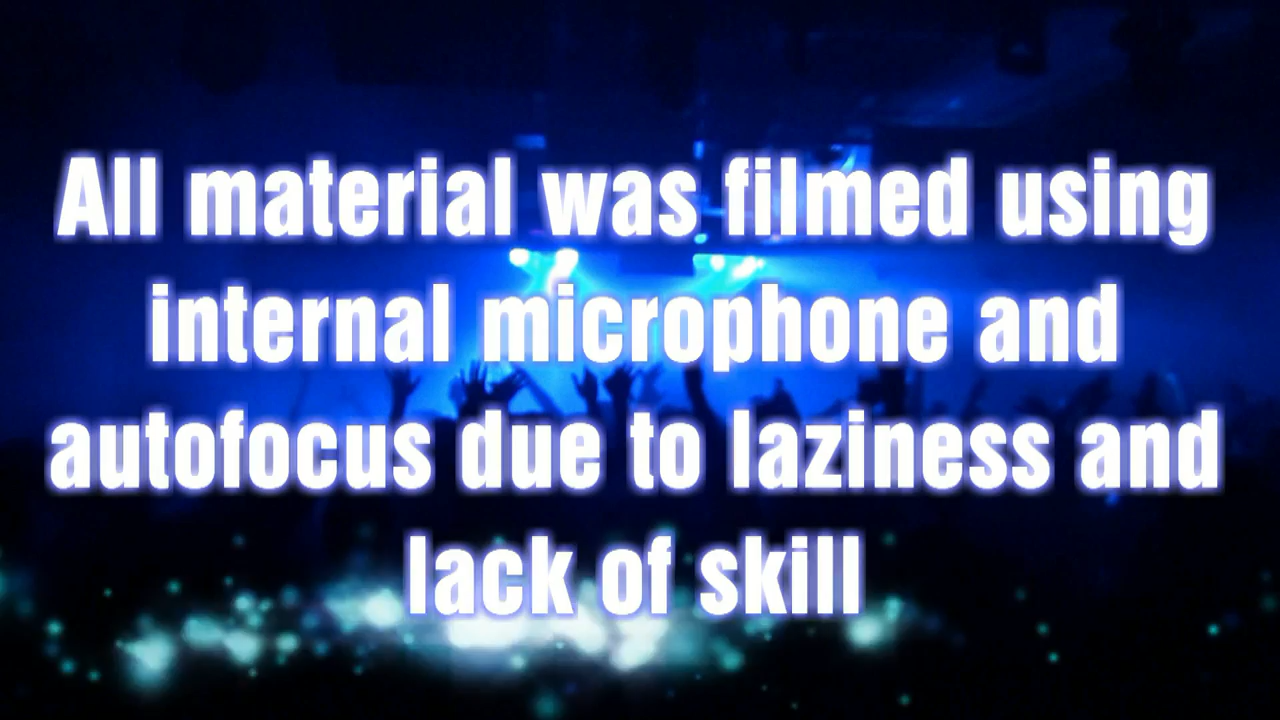 All material was filmed using
internal microphone and
autofocus due to laziness and
lack of skill